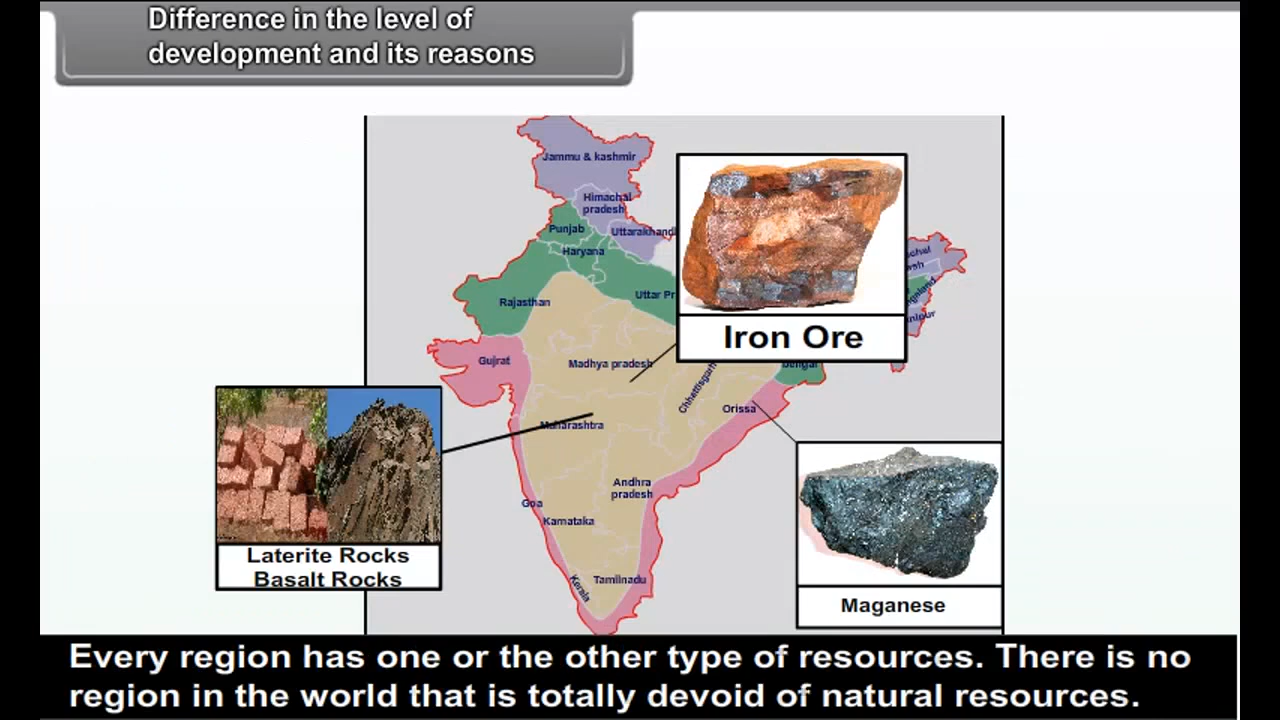 Difference in the level of
development and its reasons
Jammu & kashmir
Himachal
pradesh
Punjab
Uttarakhand
Haryana
Rajasthan
Uttar Pr
Gujrat
Madhya pradesh
Chhettisgarh
Orissa
Maharashtra
Andhra
pradesh
Goa
Karnataka
Kerala
Tamilnadu
Iron Ore
Laterite Rocks
Basalt Rocks
Maganese
Every region has one or the other type of resources. There is no
region in the world that is totally devoid of natural resources.